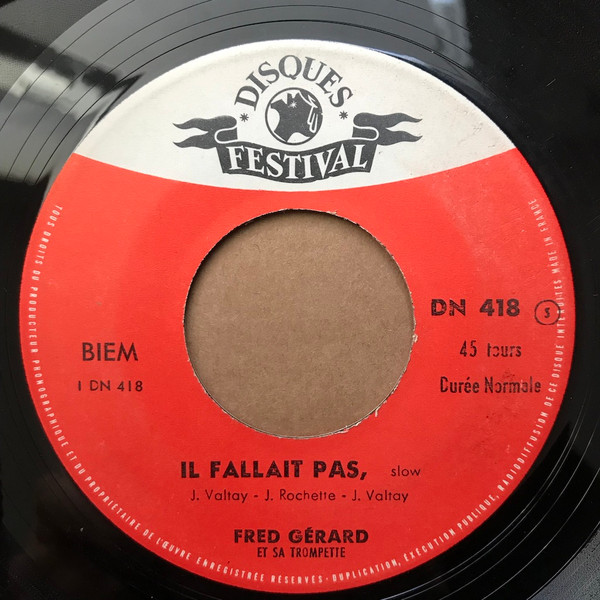 DISQUES
FESTIVAL
BIEM
1 DN 418
DN 418 S
45 tours
Durée Normale
IL FALLAIT PAS, slow
J. Valtay - J. Rochette - J. Valtay
FRED GÉRARD
ET SA TROMPETTE
TOUS DROITS DU PRODUCTEUR PHONOGRAPHIQUE ET DU PROPRIÉTAIRE DE L'ŒUVRE ENREGISTRÉE RÉSERVÉS - DUPLICATION, EXÉCUTION PUBLIQUE, RADIODIFFUSION DE CE DISQUE INTERDITES MADE IN FRANCE